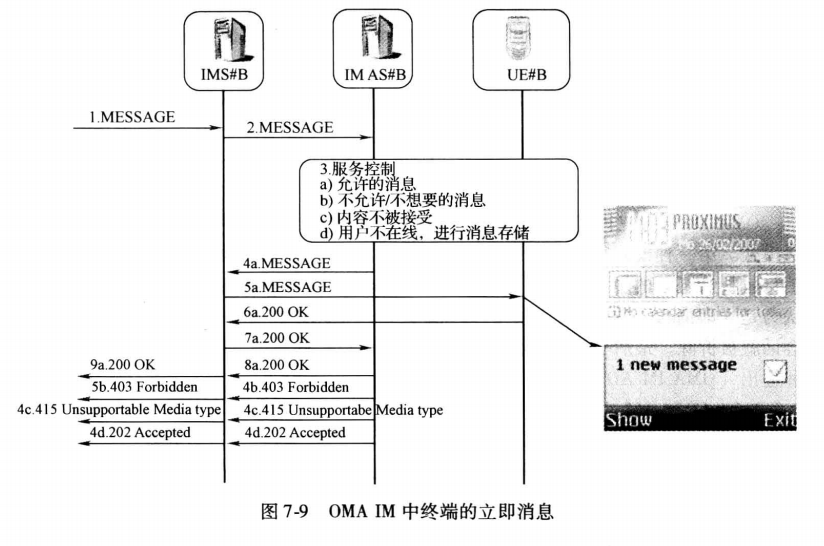 IMS#B
IM AS#B
UE#B
1.MESSAGE
2.MESSAGE
3.服务控制
a) 允许的消息
b) 不允许/不想要的消息
c) 内容不被接受
d) 用户不在线，进行消息存储
4a.MESSAGE
5a.MESSAGE
6a.200 OK
7a.200 OK
9a.200 OK
8a.200 OK
5b.403 Forbidden
4b.403 Forbidden
4c.415 Unsupportable Media type
4c.415 Unsupportabe Media type
4d.202 Accepted
4d.202 Accepted
PROXIMUS
26/02/2007
No calendar entries for today
1 new message
Show
Exit
图 7-9 OMA IM 中终端的立即消息